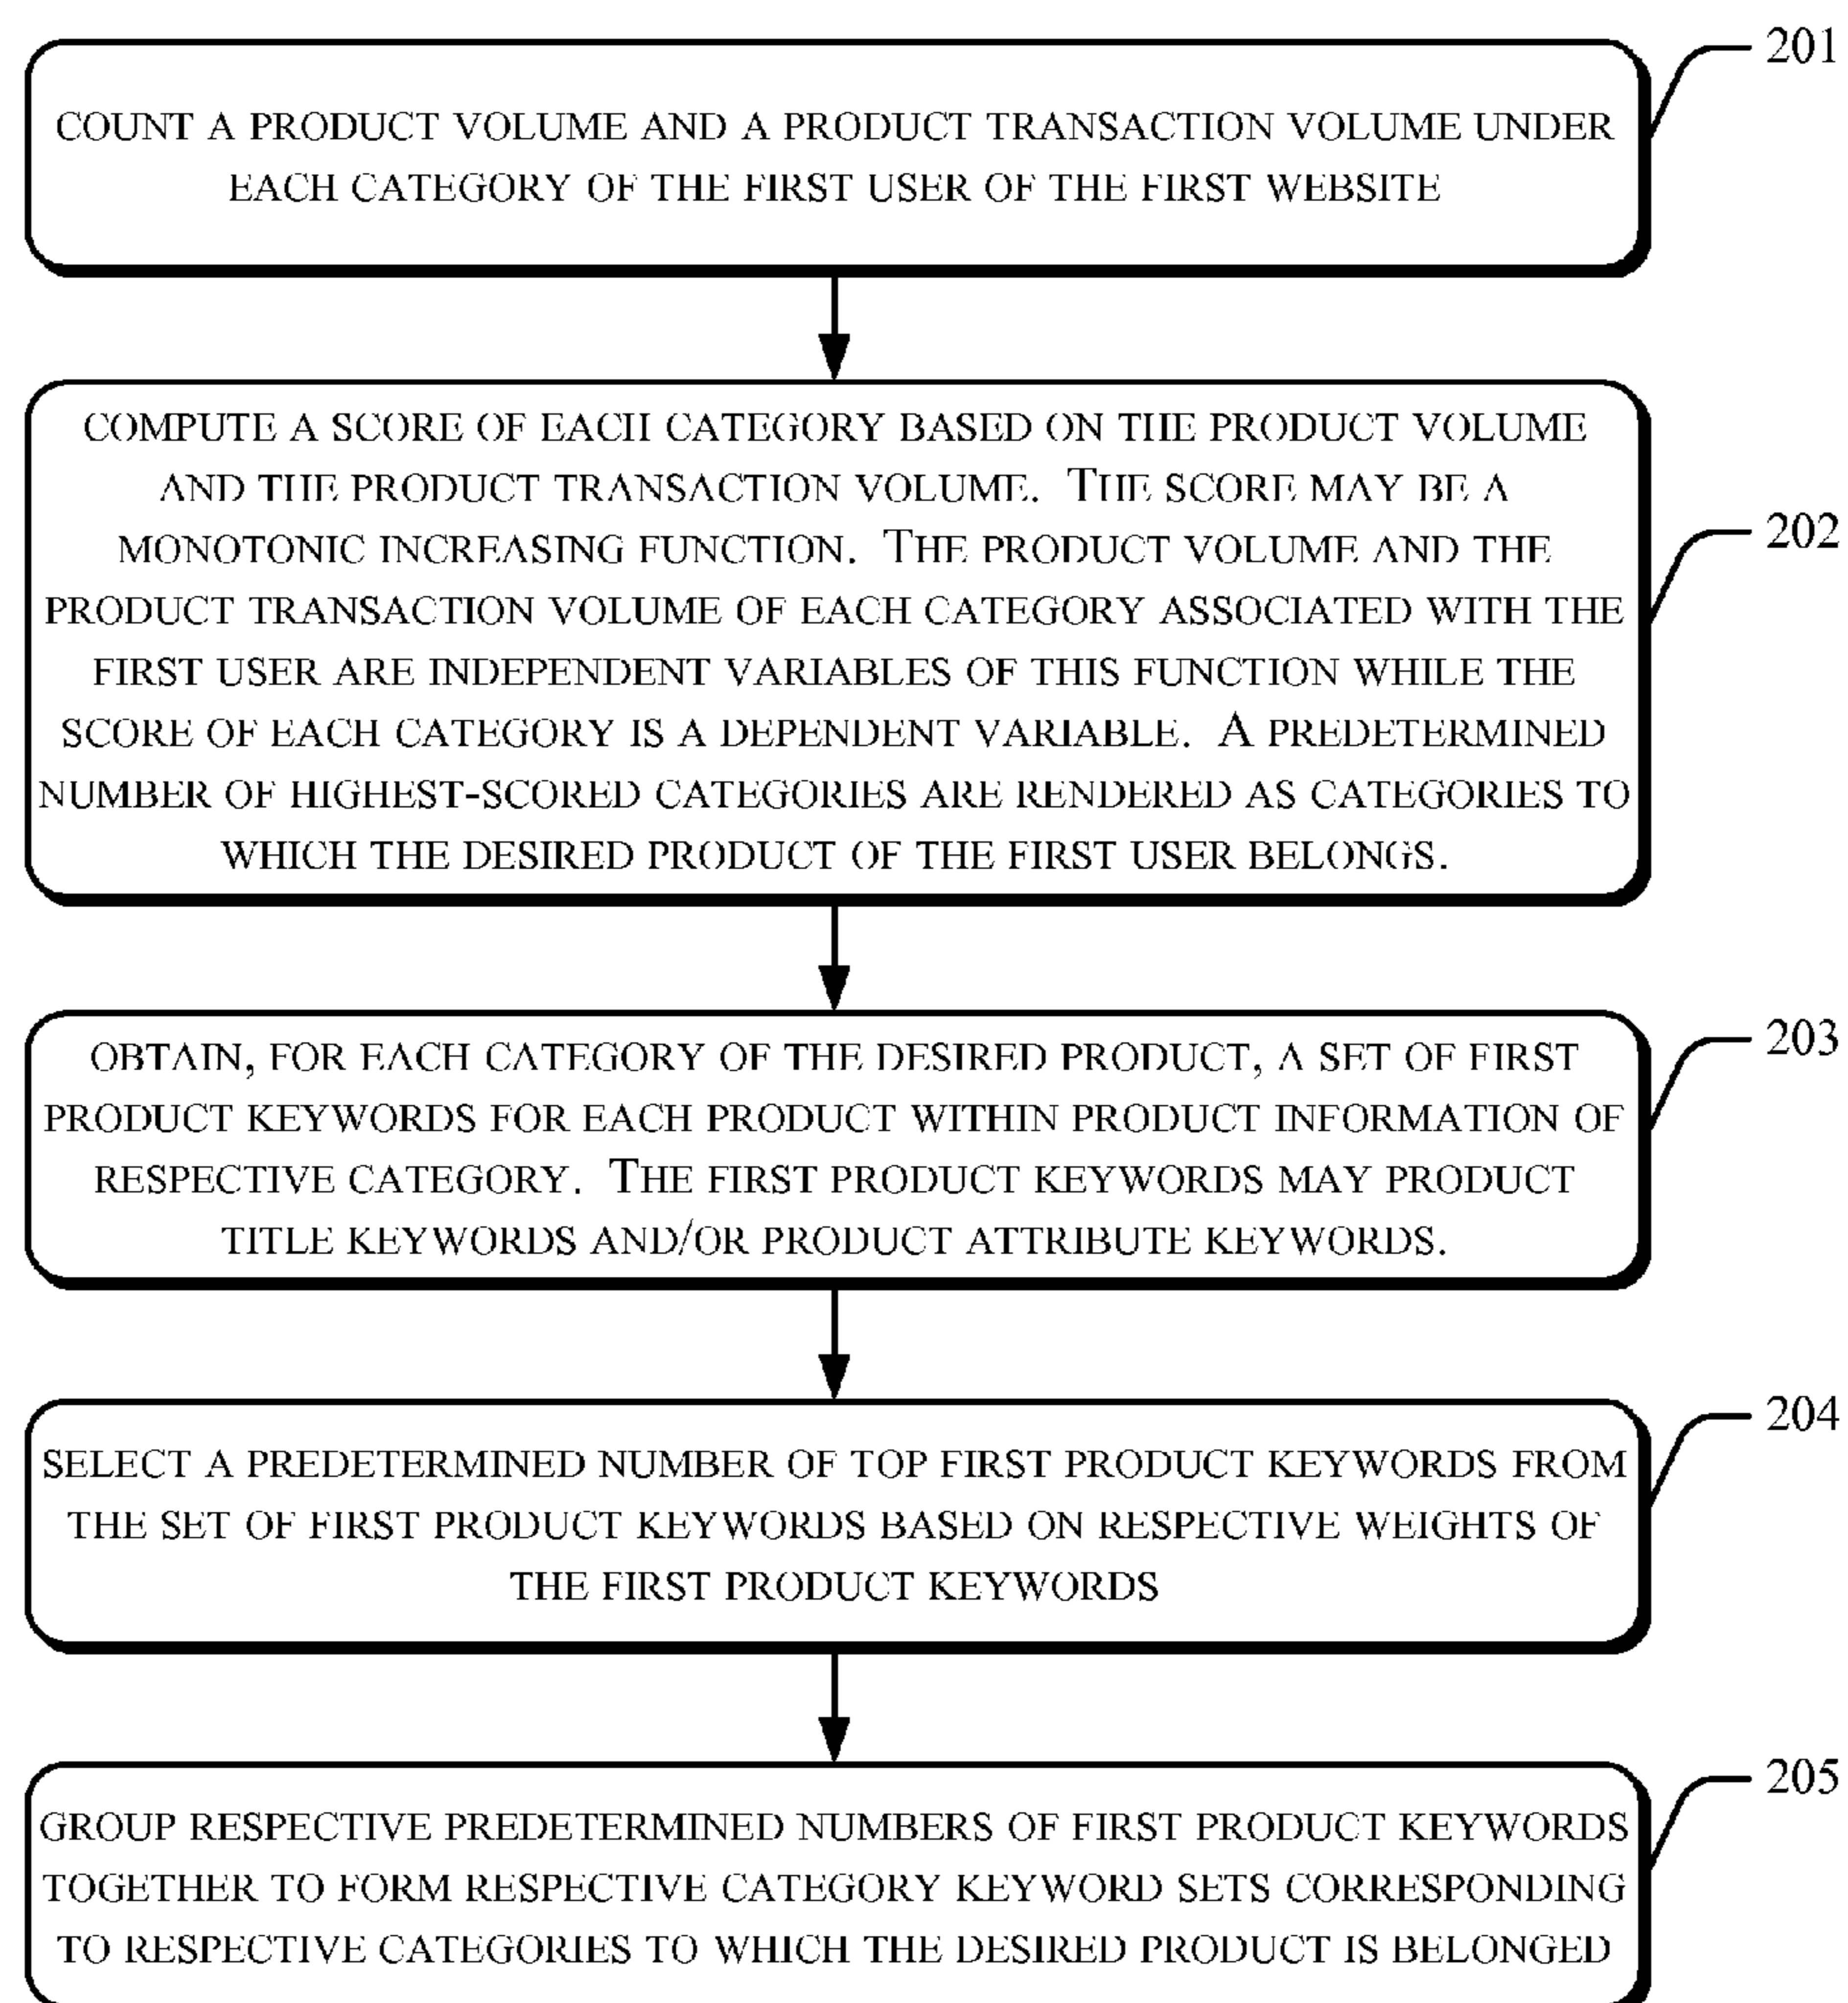 201
COUNT A PRODUCT VOLUME AND A PRODUCT TRANSACTION VOLUME UNDER
EACH CATEGORY OF THE FIRST USER OF THE FIRST WEBSITE
COMPUTE A SCORE OF EACH CATEGORY BASED ON THE PRODUCT VOLUME
AND THE PRODUCT TRANSACTION VOLUME. THE SCORE MAY BE A
MONOTONIC INCREASING FUNCTION. THE PRODUCT VOLUME AND THE
202
PRODUCT TRANSACTION VOLUME OF EACH CATEGORY ASSOCIATED WITH THE
FIRST USER ARE INDEPENDENT VARIABLES OF THIS FUNCTION WHILE THE
SCORE OF EACH CATEGORY IS A DEPENDENT VARIABLE. A PREDETERMINED
NUMBER OF HIGHEST-SCORED CATEGORIES ARE RENDERED AS CATEGORIES TO
WHICH THE DESIRED PRODUCT OF THE FIRST USER BELONGS.
203
OBTAIN, FOR EACH CATEGORY OF THE DESIRED PRODUCT, A SET OF FIRST
PRODUCT KEYWORDS FOR EACH PRODUCT WITHIN PRODUCT INFORMATION OF
RESPECTIVE CATEGORY. THE FIRST PRODUCT KEYWORDS MAY PRODUCT
TITLE KEYWORDS AND/OR PRODUCT ATTRIBUTE KEYWORDS.
204
SELECT A PREDETERMINED NUMBER OF TOP FIRST PRODUCT KEYWORDS FROM
THE SET OF FIRST PRODUCT KEYWORDS BASED ON RESPECTIVE WEIGHTS OF
THE FIRST PRODUCT KEYWORDS
205
GROUP RESPECTIVE PREDETERMINED NUMBERS OF FIRST PRODUCT KEYWORDS
TOGETHER TO FORM RESPECTIVE CATEGORY KEYWORD SETS CORRESPONDING
TO RESPECTIVE CATEGORIES TO WHICH THE DESIRED PRODUCT IS BELONGED